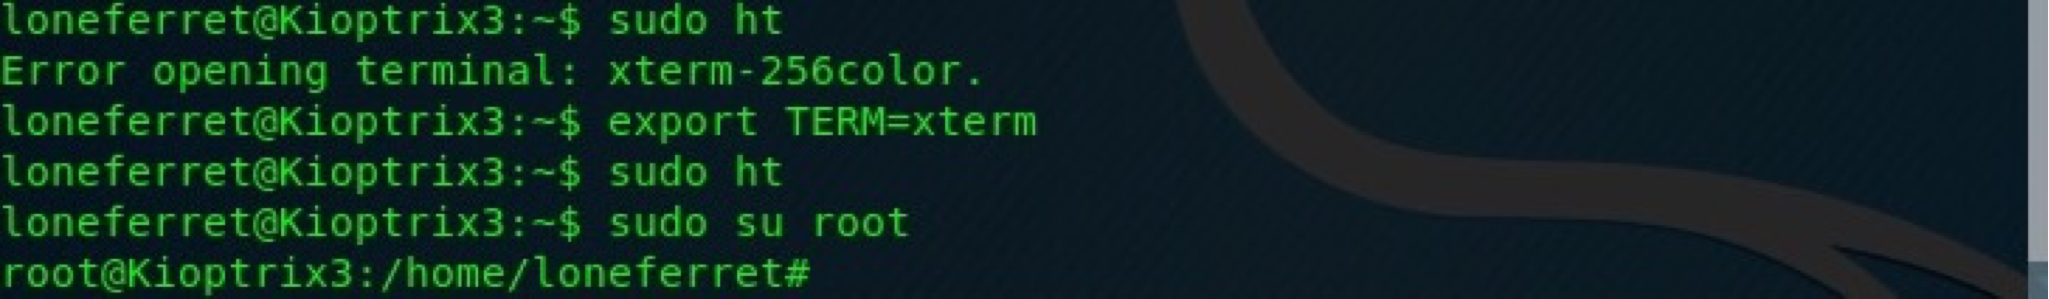 loneferret@Kioptrix3:~$ sudo ht
Error opening terminal: xterm-256color.
loneferret@Kioptrix3:~$ export TERM=xterm
loneferret@Kioptrix3:~$ sudo ht
loneferret@Kioptrix3:~$ sudo su root
root@Kioptrix3:/home/loneferret#